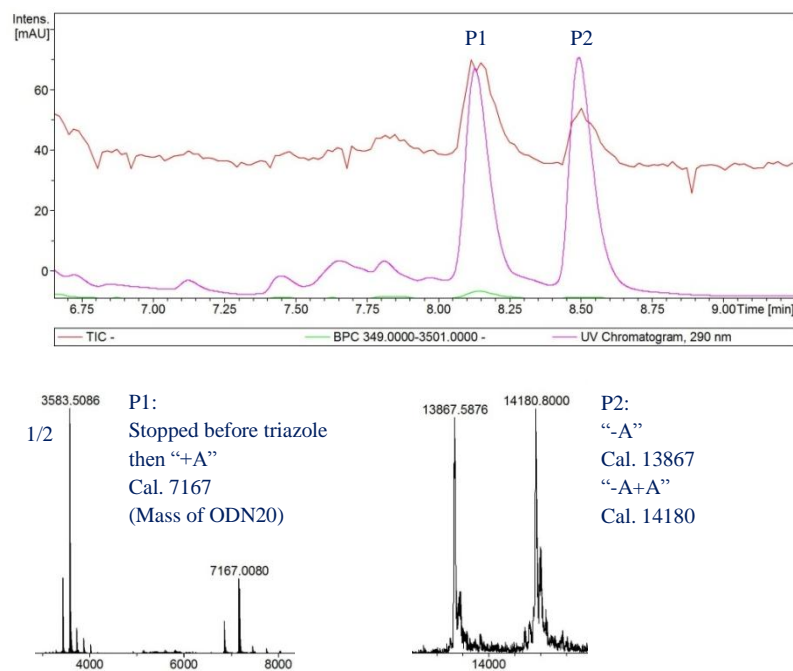 Intens.
[mAU]
P1 P2
60
40
20
0
6.75 7.00 7.25 7.50 7.75 8.00 8.25 8.50 8.75 9.00 Time [min]
TIC - BPC 349.0000-3501.0000 - UV Chromatogram, 290 nm
3583.5086
1/2
P1:
Stopped before triazole
then “+A”
Cal. 7167
(Mass of ODN20)
7167.0080
4000 6000 8000
13867.5876 14180.8000
P2:
“-A”
Cal. 13867
“-A+A”
Cal. 14180
14000